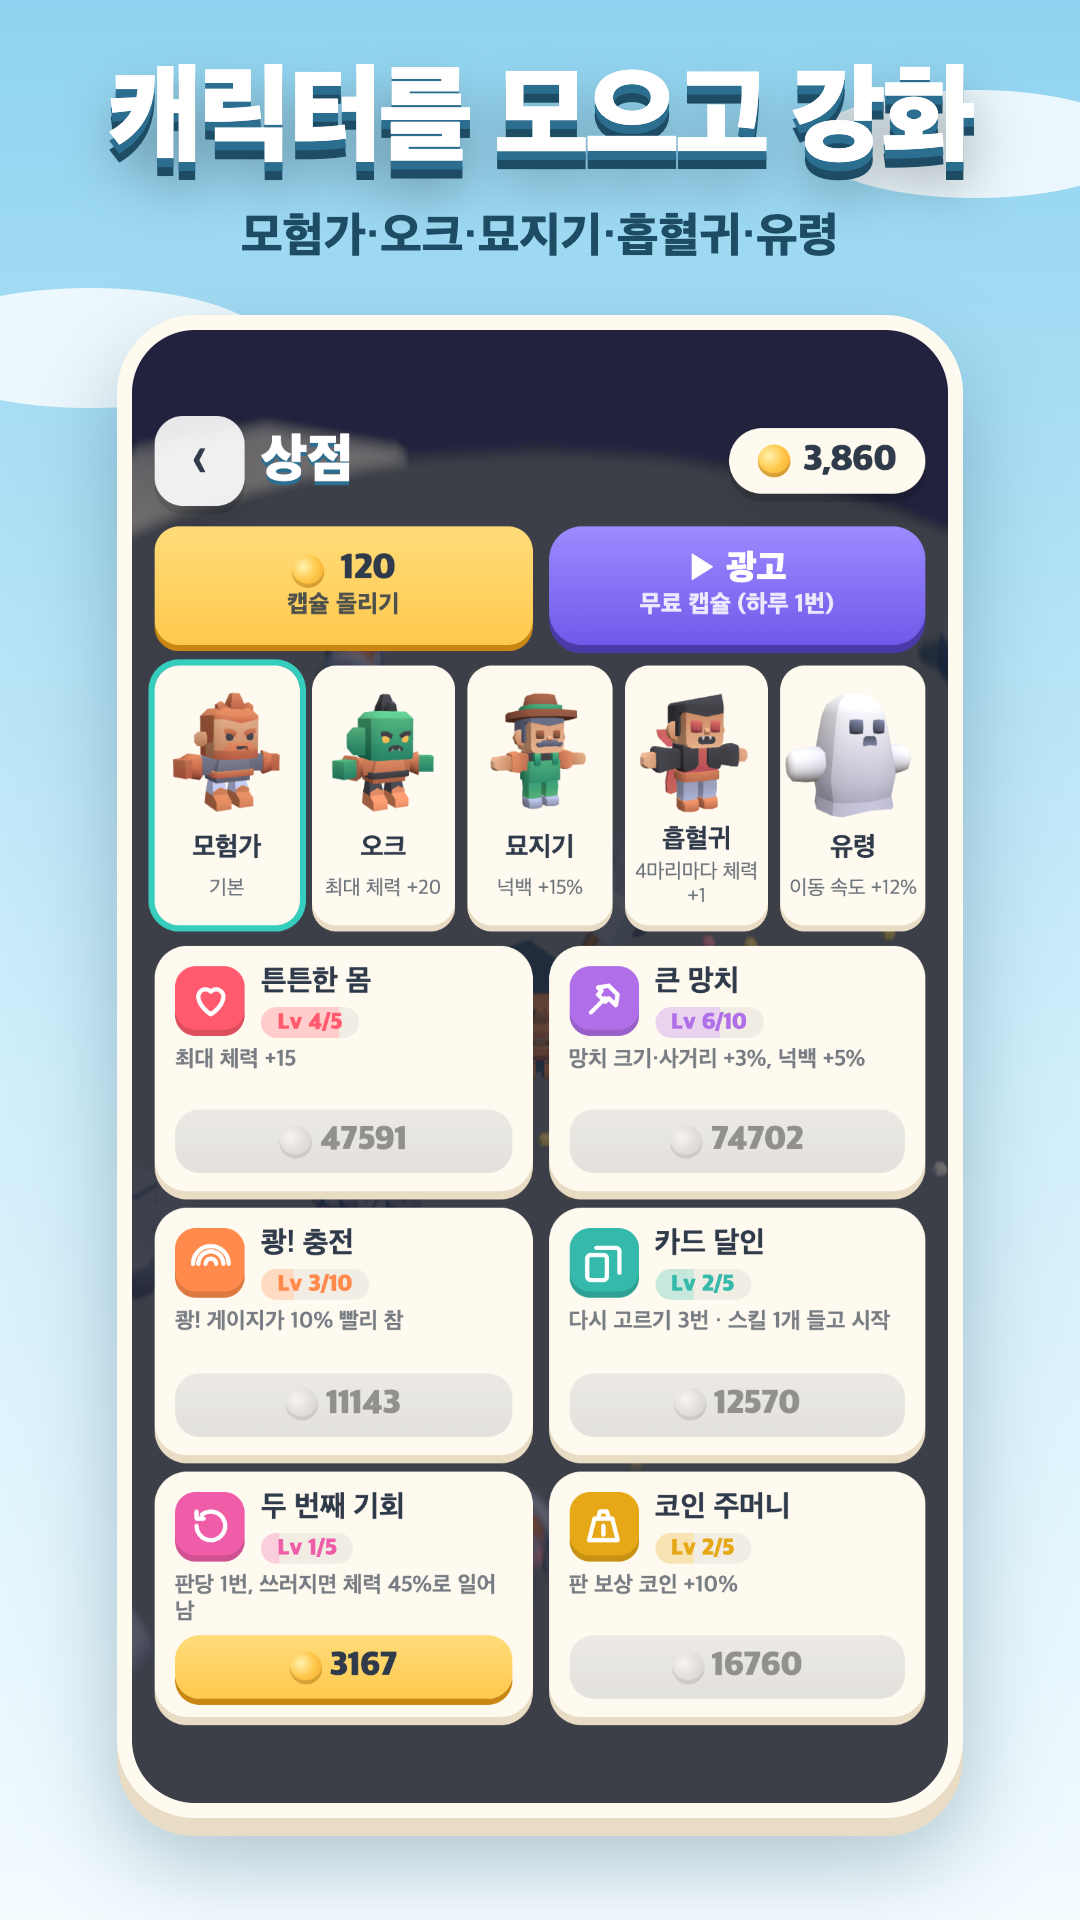 캐릭터를 모으고 강화
모험가·오크·묘지기·흡혈귀·유령
상점
3,860
120
캡슐 돌리기
▶ 광고
무료 캡슐 (하루 1번)
모험가
기본
오크
최대 체력 +20
묘지기
넉백 +15%
흡혈귀
4마리마다 체력
+1
유령
이동 속도 +12%
튼튼한 몸
Lv 4/5
최대 체력 +15
47591
큰 망치
Lv 6/10
망치 크기·사거리 +3%, 넉백 +5%
74702
쾅! 충전
Lv 3/10
쾅! 게이지가 10% 빨리 참
11143
카드 달인
Lv 2/5
다시 고르기 3번 · 스킬 1개 들고 시작
12570
두 번째 기회
Lv 1/5
판당 1번, 쓰러지면 체력 45%로 일어
남
3167
코인 주머니
Lv 2/5
판 보상 코인 +10%
16760